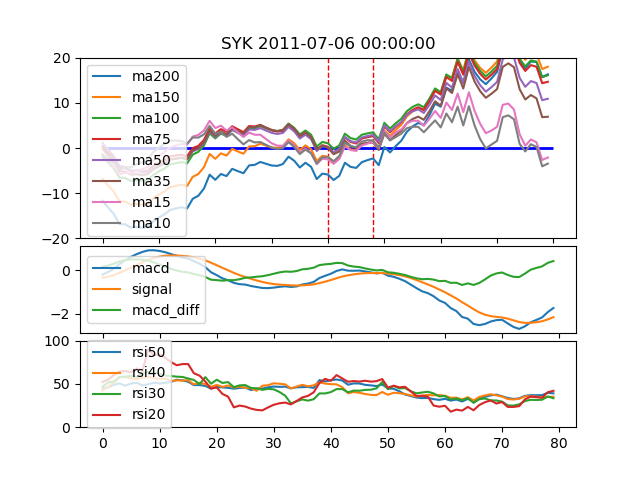 SYK 2011-07-06 00:00:00
20
10
0
−10
−20
ma200
ma150
ma100
ma75
ma50
ma35
ma15
ma10
0
−2
macd
signal
macd_diff
100
50
0
rsi50
rsi40
rsi30
rsi20
0 10 20 30 40 50 60 70 80